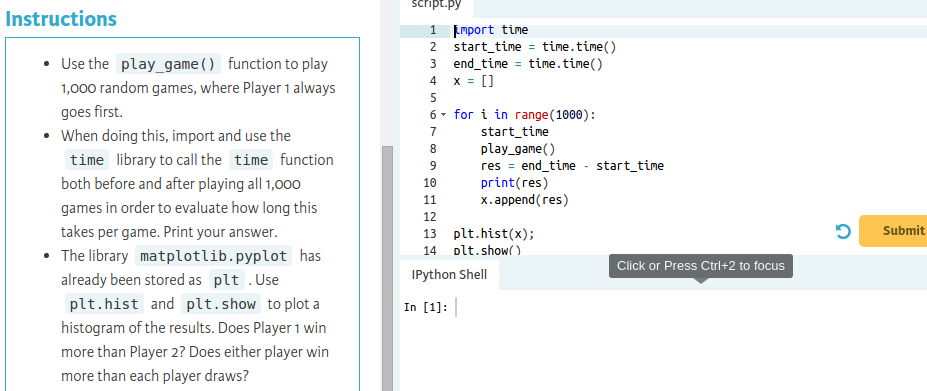 Instructions
• Use the play_game() function to play
1,000 random games, where Player 1 always
goes first.
• When doing this, import and use the
time library to call the time function
both before and after playing all 1,000
games in order to evaluate how long this
takes per game. Print your answer.
• The library matplotlib.pyplot has
already been stored as plt . Use
plt.hist and plt.show to plot a
histogram of the results. Does Player 1 win
more than Player 2? Does either player win
more than each player draws?
script.py
1 import time
2 start_time = time.time()
3 end_time = time.time()
4 x = []
5
6 for i in range(1000):
7     start_time
8     play_game()
9     res = end_time - start_time
10     print(res)
11     x.append(res)
12
13 plt.hist(x);
14 plt.show()
Submit
Click or Press Ctrl+2 to focus
IPython Shell
In [1]: